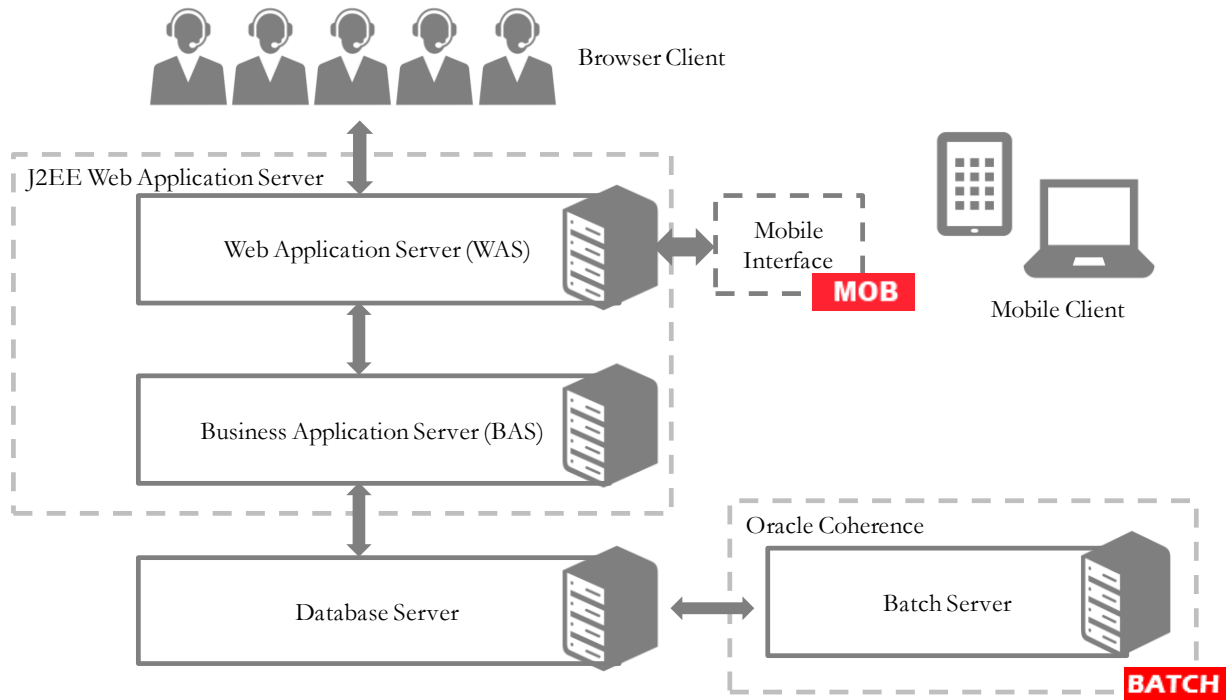 Browser Client
J2EE Web Application Server
Web Application Server (WAS)
Mobile
Interface
MOB
Mobile Client
Business Application Server (BAS)
Oracle Coherence
Database Server
Batch Server
BATCH